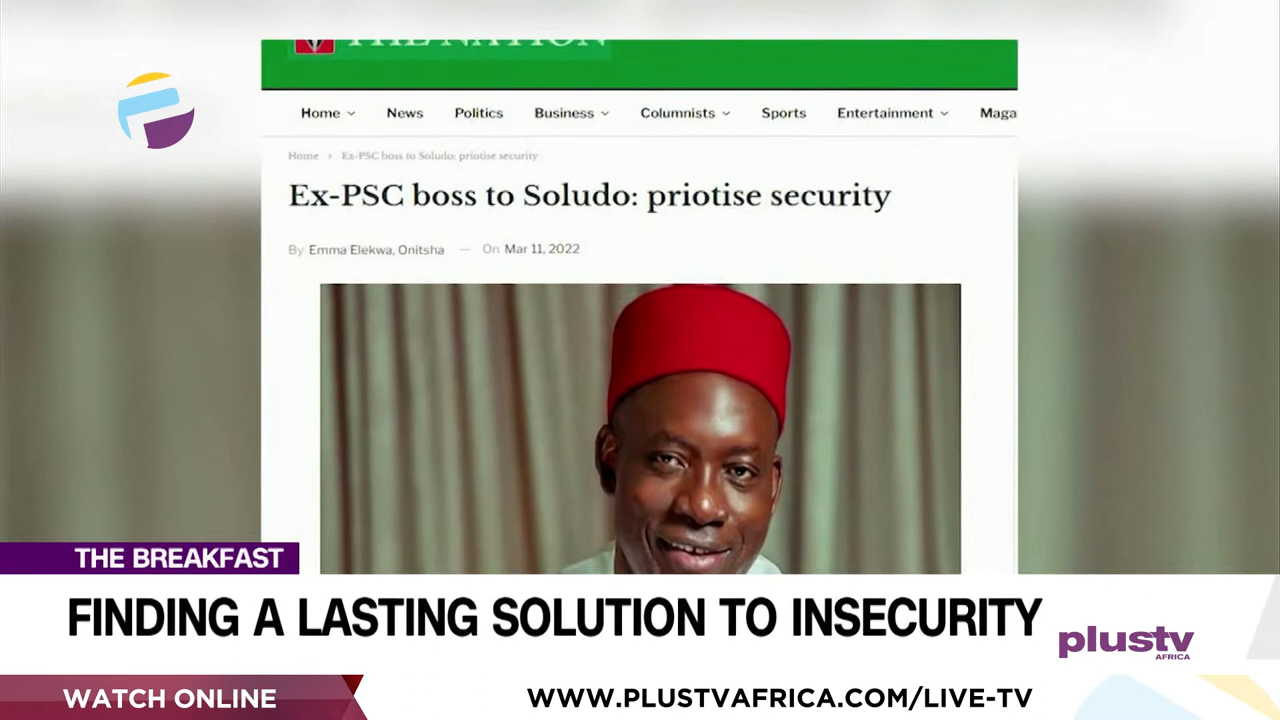 THE NATION
Home News Politics Business Columnists Sports Entertainment Maga
Home › Ex-PSC boss to Soludo: priotise security
Ex-PSC boss to Soludo: priotise security
By Emma Elekwa, Onitsha — On Mar 11, 2022
THE BREAKFAST
FINDING A LASTING SOLUTION TO INSECURITY
plustv
AFRICA
WATCH ONLINE
WWW.PLUSTVAFRICA.COM/LIVE-TV